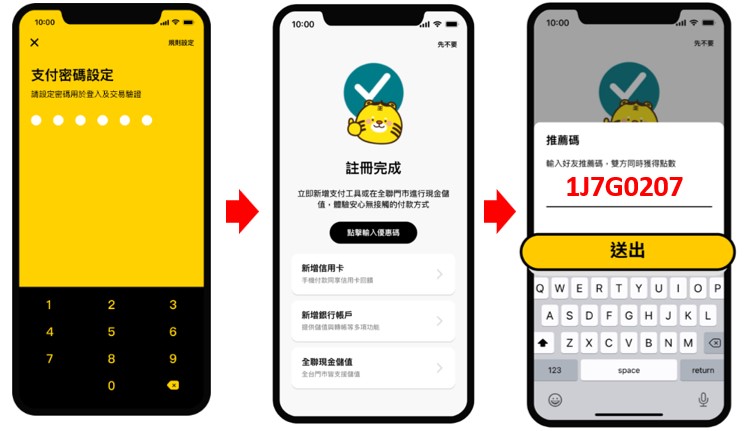 10:00
規則設定
支付密碼設定
請設定密碼用於登入及交易驗證
1 2 3
4 5 6
7 8 9
0
10:00
先不要
註冊完成
立即新增支付工具或在全聯門市進行現金儲
值，體驗安心無接觸的付款方式
點擊輸入優惠碼
新增信用卡
手機付款同享信用卡回饋
新增銀行帳戶
提供儲值與轉帳等多項功能
全聯現金儲值
全台門市皆支援儲值
10:00
先不要
推薦碼
輸入好友推薦碼，雙方同時獲得點數
1J7G0207
送出
Q W E R T Y U I O P
A S D F G H J K L
Z X C V B N M
123 space return